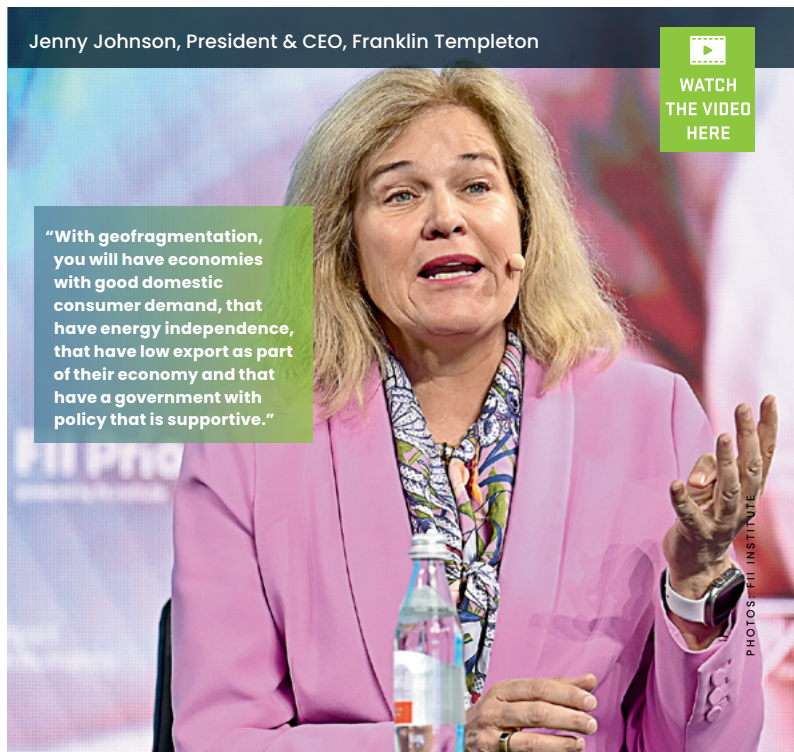 Jenny Johnson, President & CEO, Franklin Templeton
WATCH
THE VIDEO
HERE
“With geofragmentation,
you will have economies
with good domestic
consumer demand, that
have energy independence,
that have low export as part
of their economy and that
have a government with
policy that is supportive.”
FII
PHOTOS: FII INSTITUTE